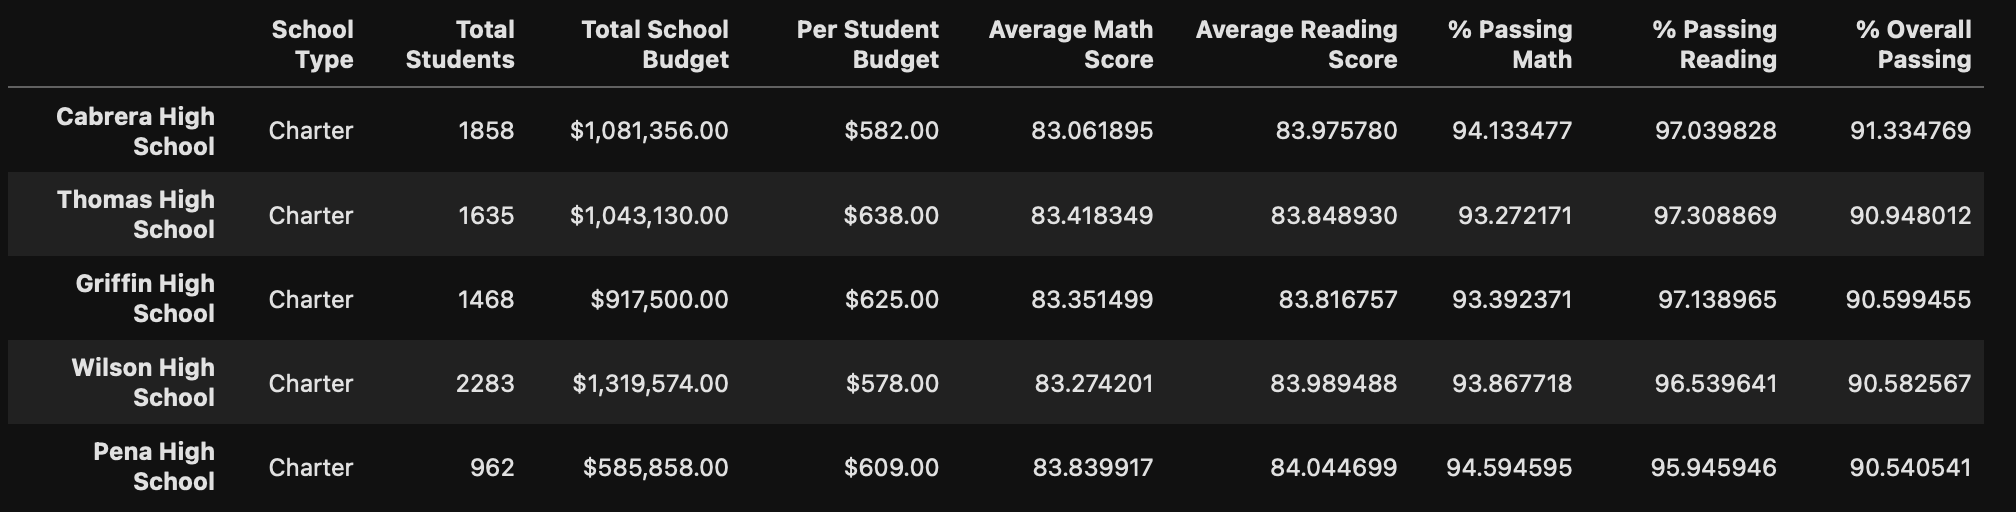 School Type Total Students Total School Budget Per Student Budget Average Math Score Average Reading Score % Passing Math % Passing Reading % Overall Passing
Cabrera High School Charter 1858 $1,081,356.00 $582.00 83.061895 83.975780 94.133477 97.039828 91.334769
Thomas High School Charter 1635 $1,043,130.00 $638.00 83.418349 83.848930 93.272171 97.308869 90.948012
Griffin High School Charter 1468 $917,500.00 $625.00 83.351499 83.816757 93.392371 97.138965 90.599455
Wilson High School Charter 2283 $1,319,574.00 $578.00 83.274201 83.989488 93.867718 96.539641 90.582567
Pena High School Charter 962 $585,858.00 $609.00 83.839917 84.044699 94.594595 95.945946 90.540541